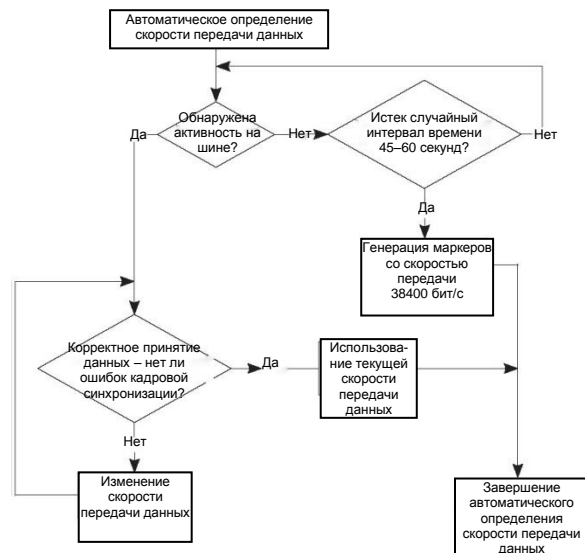 Автоматическое определение
скорости передачи данных
Обнаружена
активность на
шине?
Да
Нет
Истек случайный
интервал времени
45–60 секунд?
Нет
Да
Генерация маркеров
со скоростью
передачи
38400 бит/с
Корректное принятие
данных – нет ли
ошибок кадровой
синхронизации?
Да
Использова-
ние текущей
скорости
передачи
данных
Нет
Изменение
скорости
передачи данных
Завершение
автоматического
определения
скорости передачи
данных